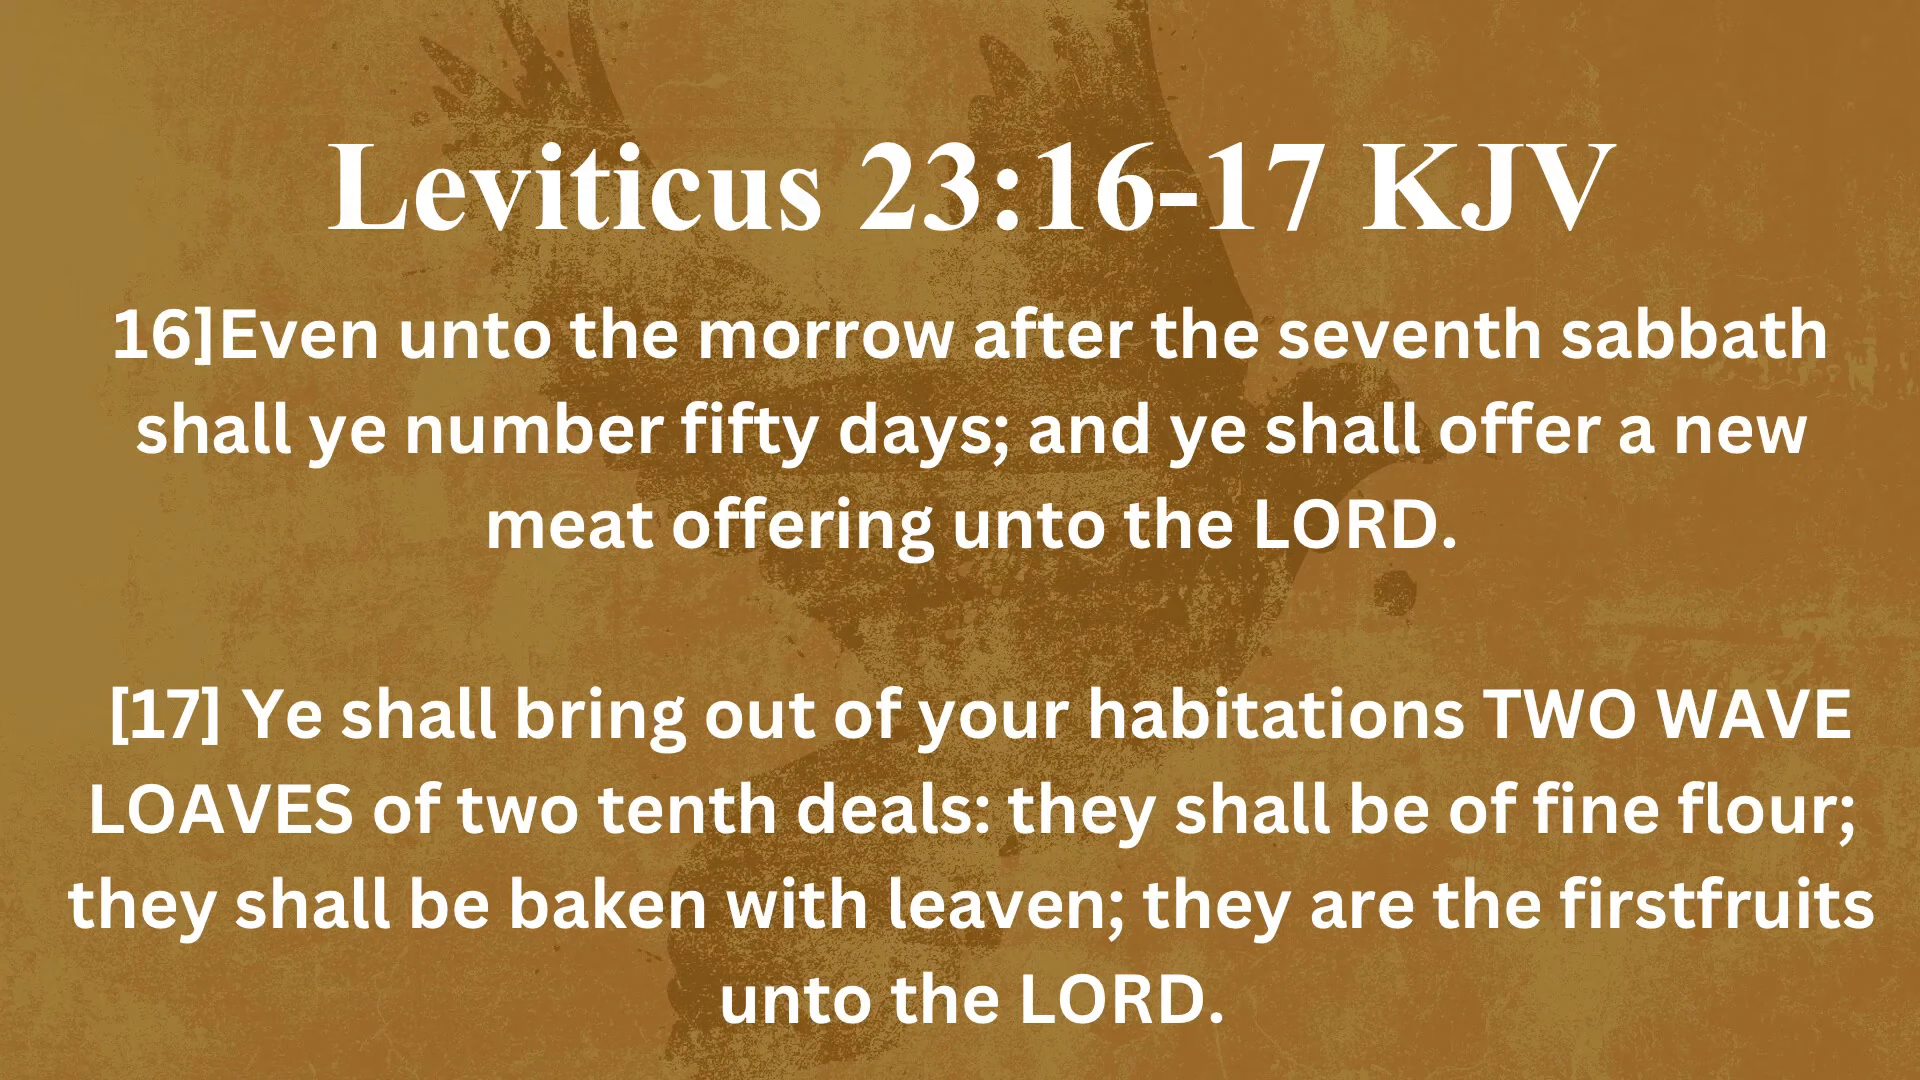 Leviticus 23:16-17 KJV
16]Even unto the morrow after the seventh sabbath
shall ye number fifty days; and ye shall offer a new
meat offering unto the LORD.
[17] Ye shall bring out of your habitations TWO WAVE
LOAVES of two tenth deals: they shall be of fine flour;
they shall be baken with leaven; they are the firstfruits
unto the LORD.